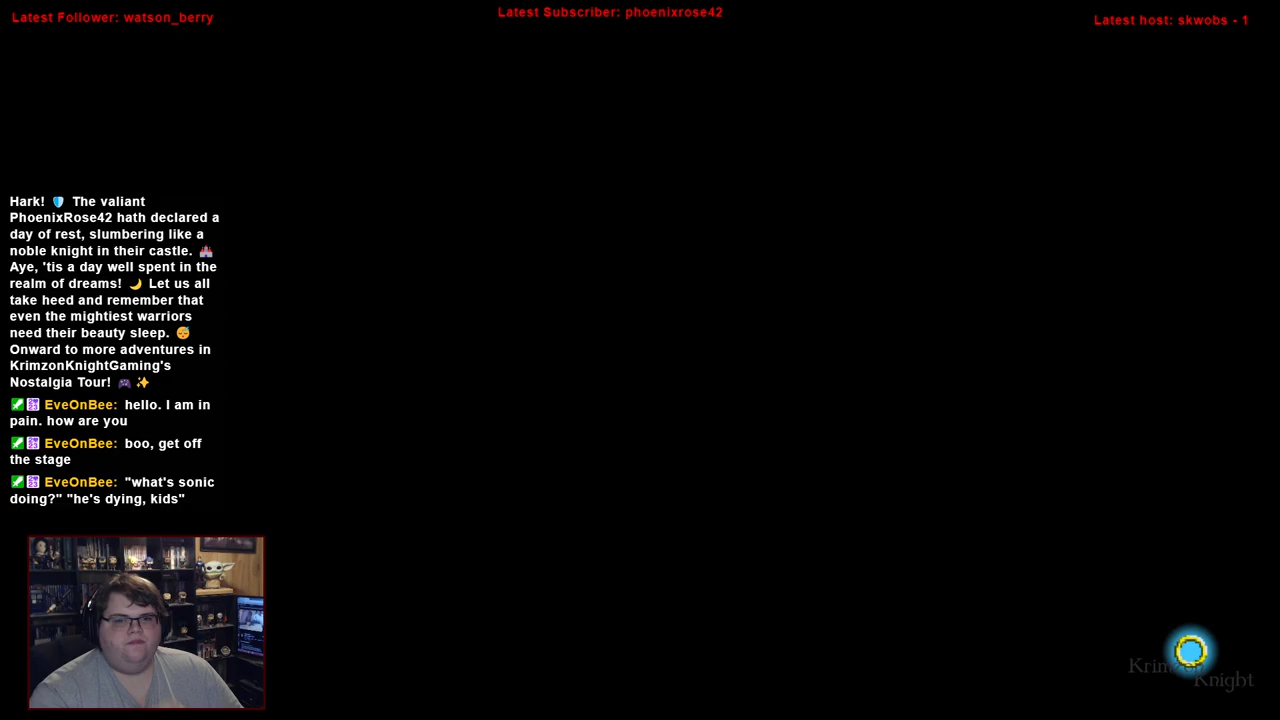 Latest Follower: watson_berry
Latest Subscriber: phoenixrose42
Latest host: skwobs - 1
Hark! 🛡️ The valiant
PhoenixRose42 hath declared a
day of rest, slumbering like a
noble knight in their castle. 🏰
Aye, 'tis a day well spent in the
realm of dreams! 🌙 Let us all
take heed and remember that
even the mightiest warriors
need their beauty sleep. 😴
Onward to more adventures in
KrimzonKnightGaming's
Nostalgia Tour! 🎮 ✨
EveOnBee: hello. I am in
pain. how are you
EveOnBee: boo, get off
the stage
EveOnBee: "what's sonic
doing?" "he's dying, kids"
Krimzon
Knight